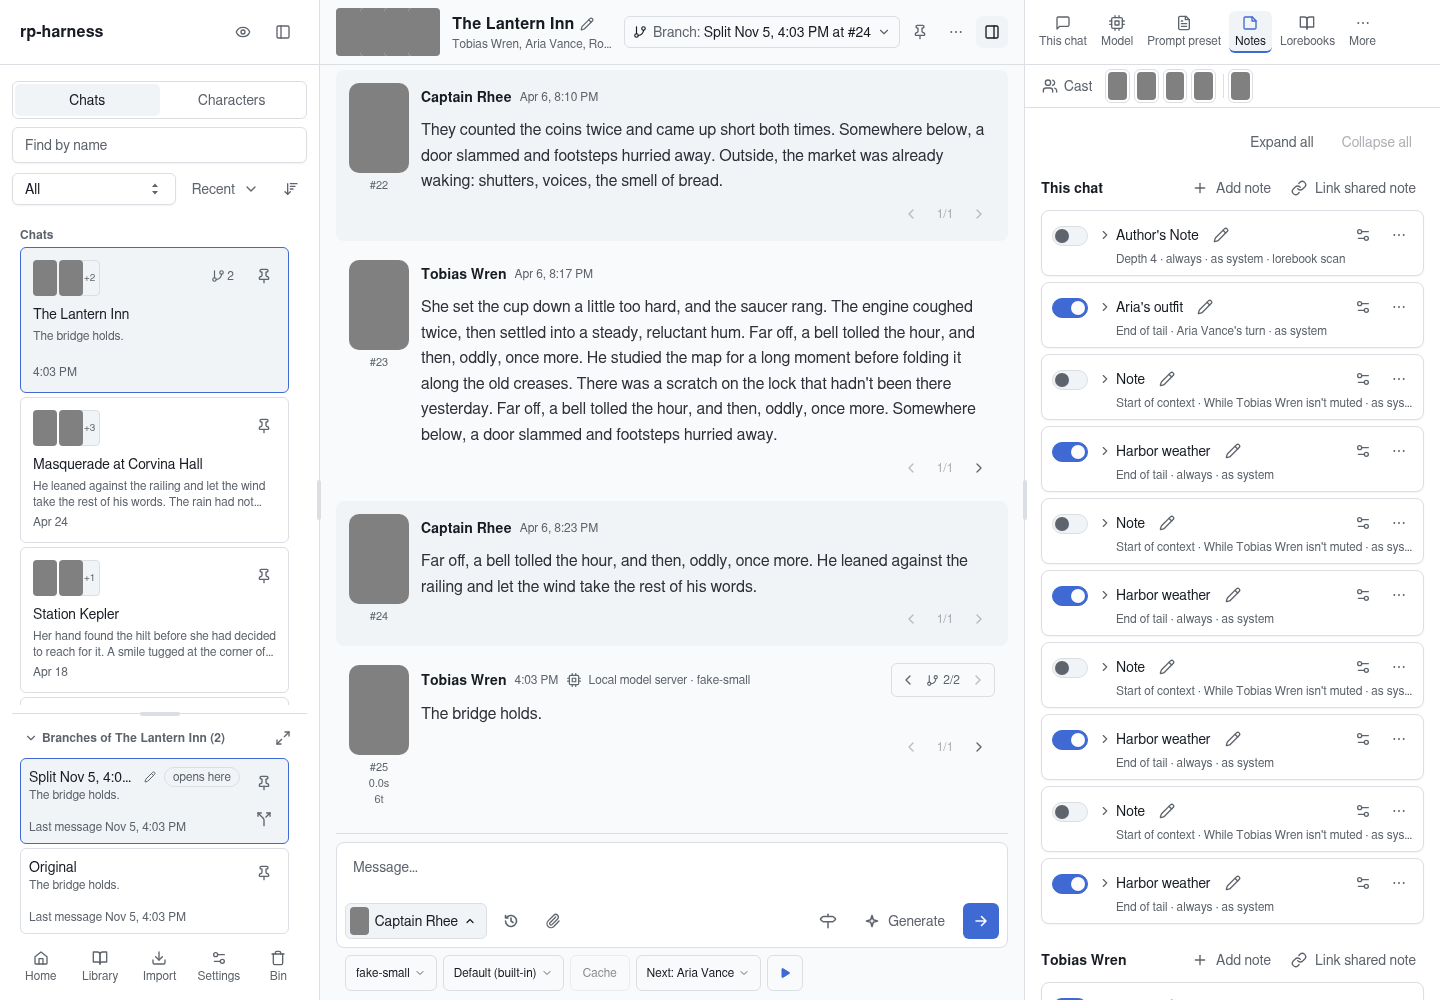 rp-harness
Chats
Characters
Find by name
All
Recent
Chats
+2
2
The Lantern Inn
The bridge holds.
4:03 PM
+3
Masquerade at Corvina Hall
He leaned against the railing and let the wind
take the rest of his words. The rain had not...
Apr 24
+1
Station Kepler
Her hand found the hilt before she had decided
to reach for it. A smile tugged at the corner of...
Apr 18
Branches of The Lantern Inn (2)
Split Nov 5, 4:0...
opens here
The bridge holds.
Last message Nov 5, 4:03 PM
Original
The bridge holds.
Last message Nov 5, 4:03 PM
Home
Library
Import
Settings
Bin
The Lantern Inn
Tobias Wren, Aria Vance, Ro...
Branch: Split Nov 5, 4:03 PM at #24
Captain Rhee Apr 6, 8:10 PM
They counted the coins twice and came up short both times. Somewhere below, a
door slammed and footsteps hurried away. Outside, the market was already
waking: shutters, voices, the smell of bread.
#22
1/1
Tobias Wren Apr 6, 8:17 PM
She set the cup down a little too hard, and the saucer rang. The engine coughed
twice, then settled into a steady, reluctant hum. Far off, a bell tolled the hour, and
then, oddly, once more. He studied the map for a long moment before folding it
along the old creases. There was a scratch on the lock that hadn't been there
yesterday. Far off, a bell tolled the hour, and then, oddly, once more. Somewhere
below, a door slammed and footsteps hurried away.
#23
1/1
Captain Rhee Apr 6, 8:23 PM
Far off, a bell tolled the hour, and then, oddly, once more. He leaned against the
railing and let the wind take the rest of his words.
#24
1/1
Tobias Wren 4:03 PM Local model server · fake-small
2/2
The bridge holds.
1/1
#25
0.0s
6t
Message...
Captain Rhee
Generate
fake-small
Default (built-in)
Cache
Next: Aria Vance
This chat
Model
Prompt preset
Notes
Lorebooks
More
Cast
Expand all
Collapse all
This chat
Add note
Link shared note
Author's Note
Depth 4 · always · as system · lorebook scan
Aria's outfit
End of tail · Aria Vance's turn · as system
Note
Start of context · While Tobias Wren isn't muted · as sys...
Harbor weather
End of tail · always · as system
Note
Start of context · While Tobias Wren isn't muted · as sys...
Harbor weather
End of tail · always · as system
Note
Start of context · While Tobias Wren isn't muted · as sys...
Harbor weather
End of tail · always · as system
Note
Start of context · While Tobias Wren isn't muted · as sys...
Harbor weather
End of tail · always · as system
Tobias Wren
Add note
Link shared note